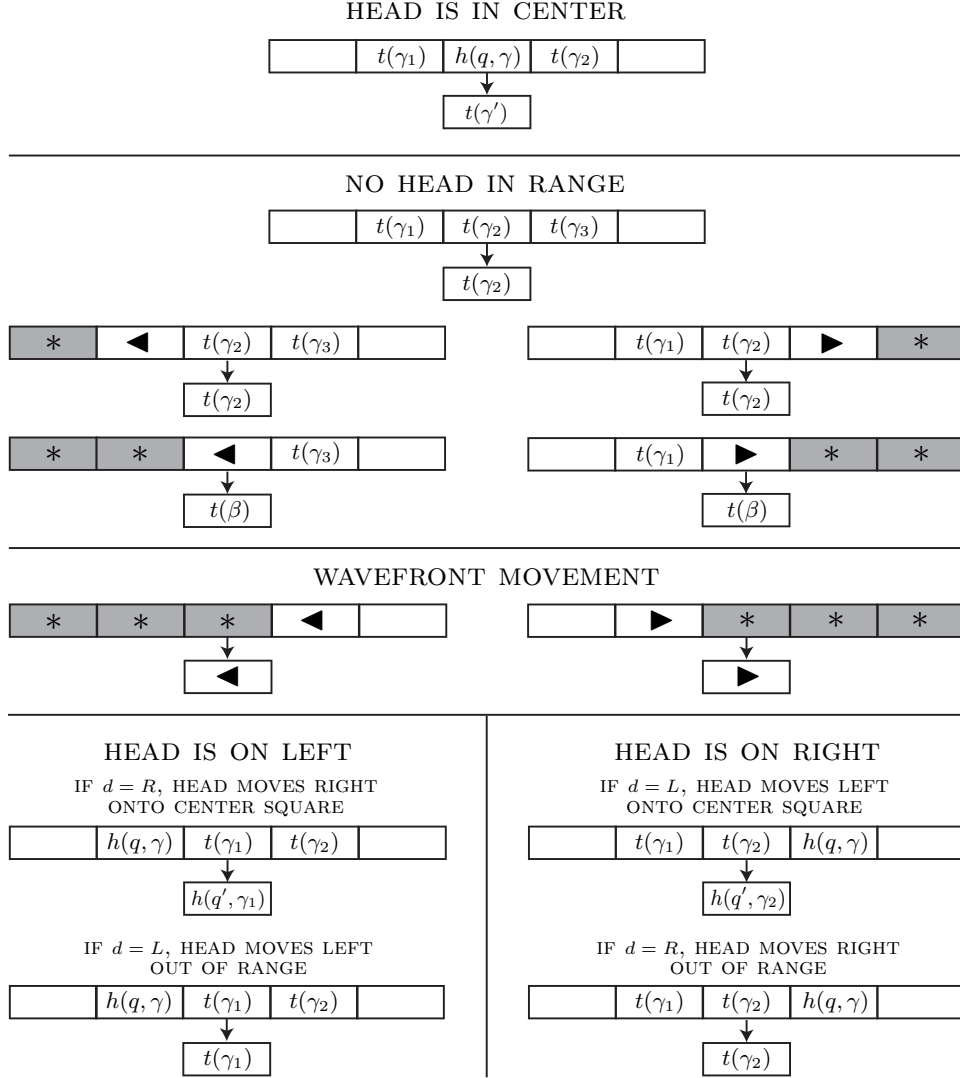 HEAD IS IN CENTER
t(γ₁) h(q, γ) t(γ₂)
t(γ′)
NO HEAD IN RANGE
t(γ₁) t(γ₂) t(γ₃)
t(γ₂)
* ◀ t(γ₂) t(γ₃)
t(γ₂)
t(γ₁) t(γ₂) ▶ *
t(γ₂)
* * ◀ t(γ₃)
t(β)
t(γ₁) ▶ * *
t(β)
WAVEFRONT MOVEMENT
* * * ◀
◀
▶ * * *
▶
HEAD IS ON LEFT
IF d = R, HEAD MOVES RIGHT
ONTO CENTER SQUARE
h(q, γ) t(γ₁) t(γ₂)
h(q′, γ₁)
IF d = L, HEAD MOVES LEFT
OUT OF RANGE
h(q, γ) t(γ₁) t(γ₂)
t(γ₁)
HEAD IS ON RIGHT
IF d = L, HEAD MOVES LEFT
ONTO CENTER SQUARE
t(γ₁) t(γ₂) h(q, γ)
h(q′, γ₂)
IF d = R, HEAD MOVES RIGHT
OUT OF RANGE
t(γ₁) t(γ₂) h(q, γ)
t(γ₂)